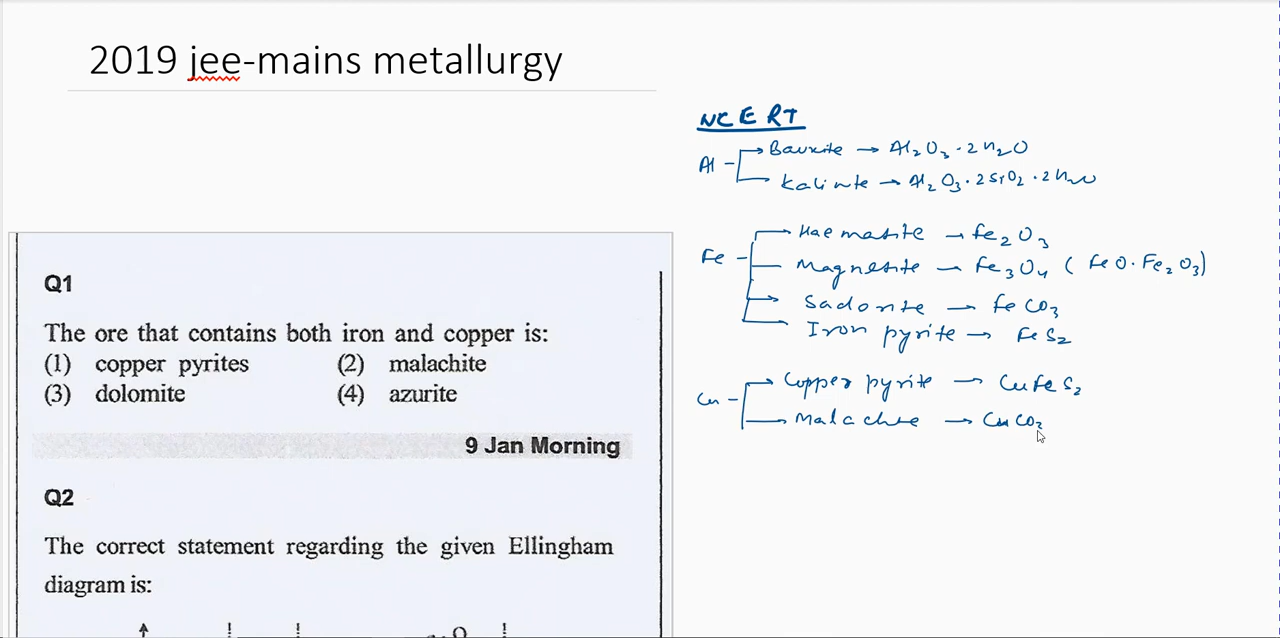 2019 jee-mains metallurgy
NCERT
Al → Bauxite → Al₂O₃·2H₂O
→ Kalinite → Al₂O₃·2SiO₂·2H₂O
Fe → Haematite → Fe₂O₃
Magnetite → Fe₃O₄ (FeO·Fe₂O₃)
→ Sadorite → FeCO₃
Iron pyrite → FeS₂
Cu → Copper pyrite → CuFeS₂
→ Malachee → CuCO₃
Q1
The ore that contains both iron and copper is:
(1) copper pyrites (2) malachite
(3) dolomite (4) azurite
9 Jan Morning
Q2
The correct statement regarding the given Ellingham
diagram is: